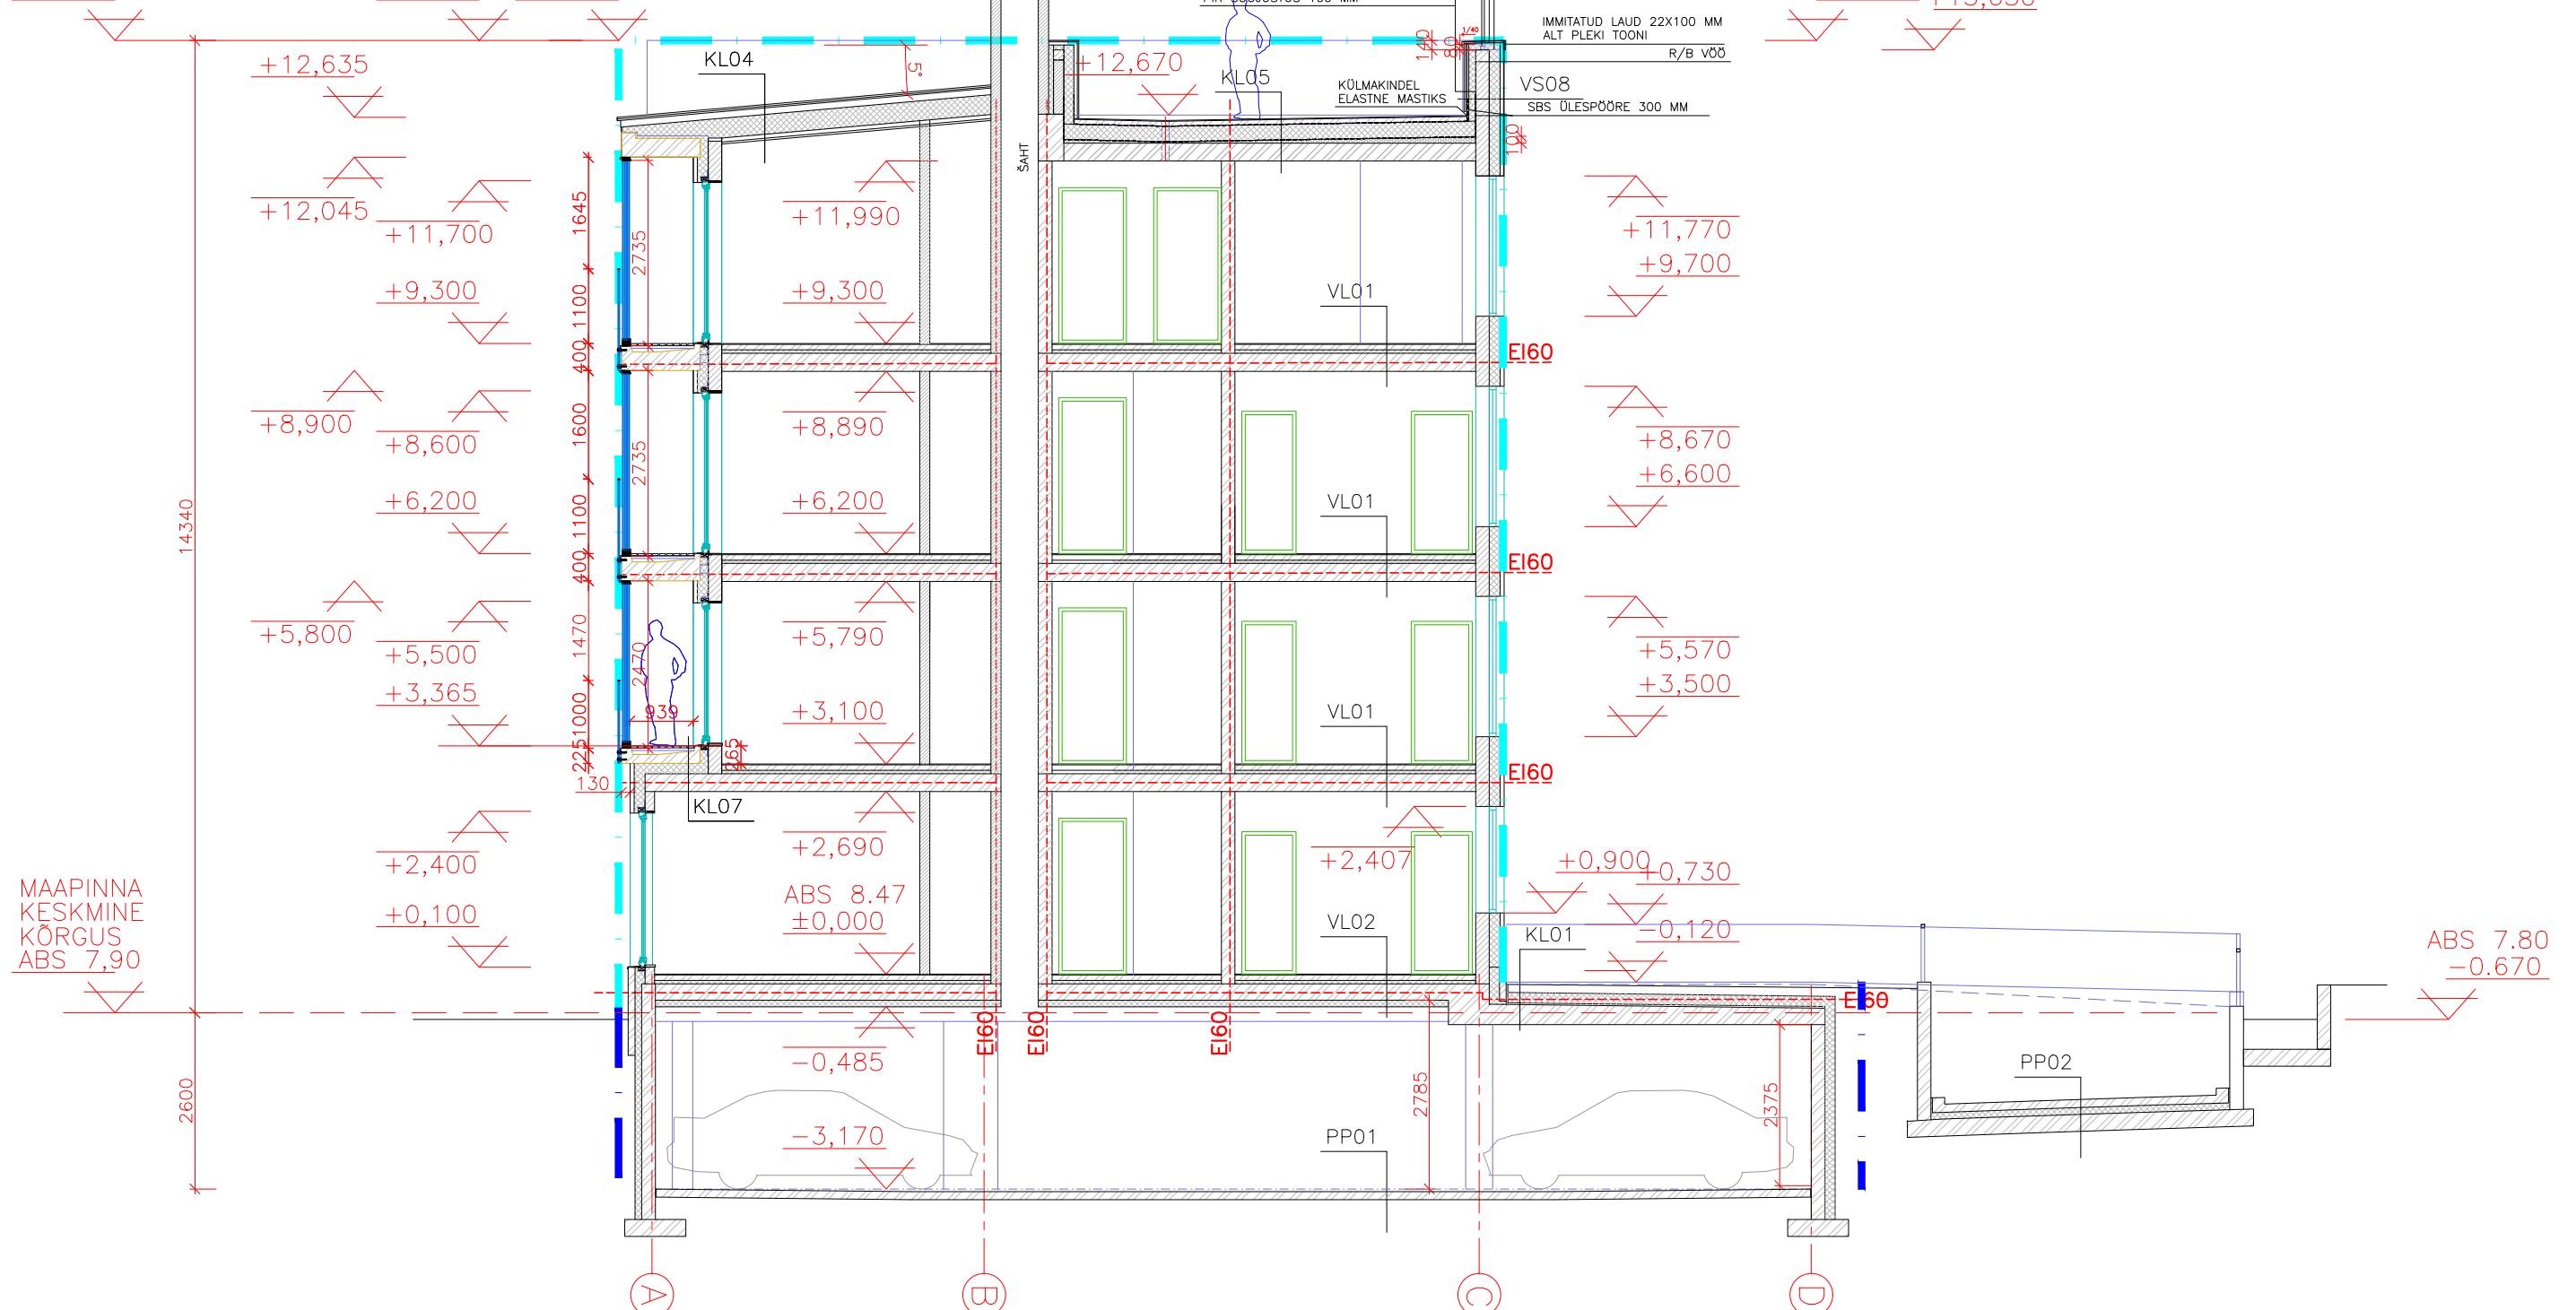 IMMITATUD LAUD 22X100 MM
ALT PLEKI TOONI
R/B VÖÖ
VS08
SBS ÜLESPÖÖRE 300 MM
KÜLMAKINDEL
ELASTNE MASTIKS
KL04
KL05
+12,670
ŠAHT
5°
140
80
1/40
100
+12,635
+12,045
+11,700
+9,300
+8,900
+8,600
+6,200
+5,800
+5,500
+3,365
+2,400
+0,100
MAAPINNA
KESKMINE
KÕRGUS
ABS 7,90
14340
2600
1645
1100
400
1600
1100
400
1470
1000
225
130
2735
2735
2470
939
265
KL07
+11,990
+9,300
+8,890
+6,200
+5,790
+3,100
+2,690
ABS 8.47
±0,000
-0,485
-3,170
VL01
VL01
VL01
VL02
+2,407
PP01
EI60
EI60
EI60
EI60
EI60
EI60
EI60
+11,770
+9,700
+8,670
+6,600
+5,570
+3,500
+0,900
+0,730
-0,120
KL01
2785
2375
PP02
ABS 7.80
-0.670
A
B
C
D